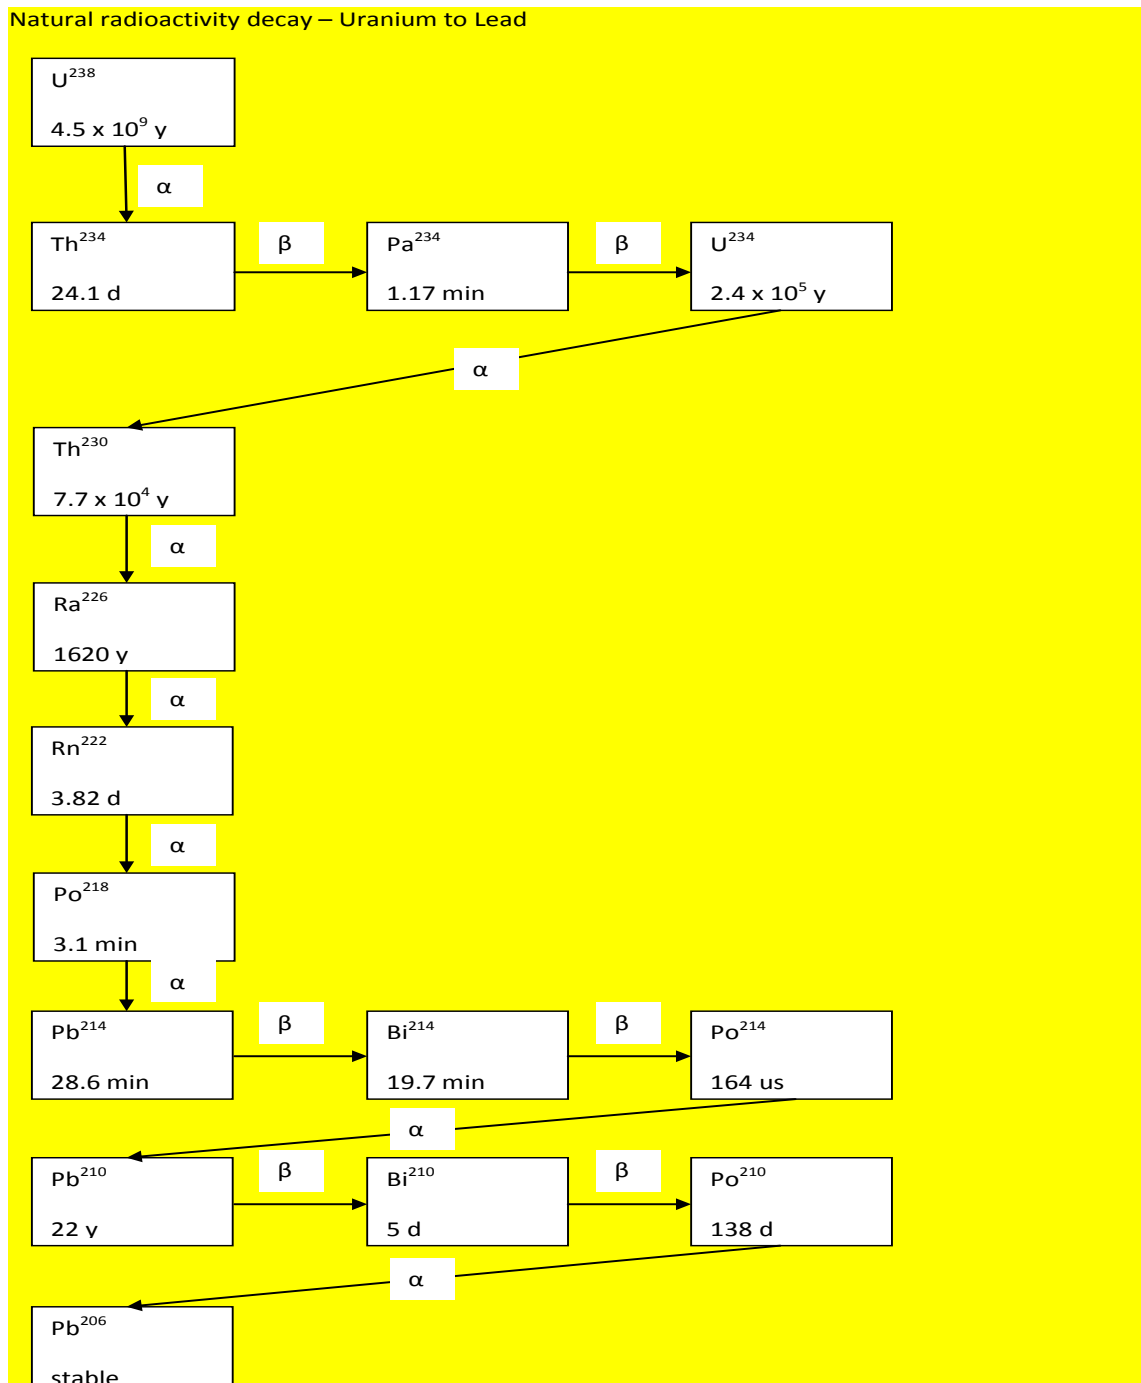 Natural radioactivity decay – Uranium to Lead
U²³⁸
4.5 x 10⁹ y
α
Th²³⁴ β Pa²³⁴ β U²³⁴
24.1 d 1.17 min 2.4 x 10⁵ y
α
Th²³⁰
7.7 x 10⁴ y
α
Ra²²⁶
1620 y
α
Rn²²²
3.82 d
α
Po²¹⁸
3.1 min
α
Pb²¹⁴ β Bi²¹⁴ β Po²¹⁴
28.6 min 19.7 min 164 us
α
Pb²¹⁰ β Bi²¹⁰ β Po²¹⁰
22 y 5 d 138 d
α
Pb²⁰⁶
stable